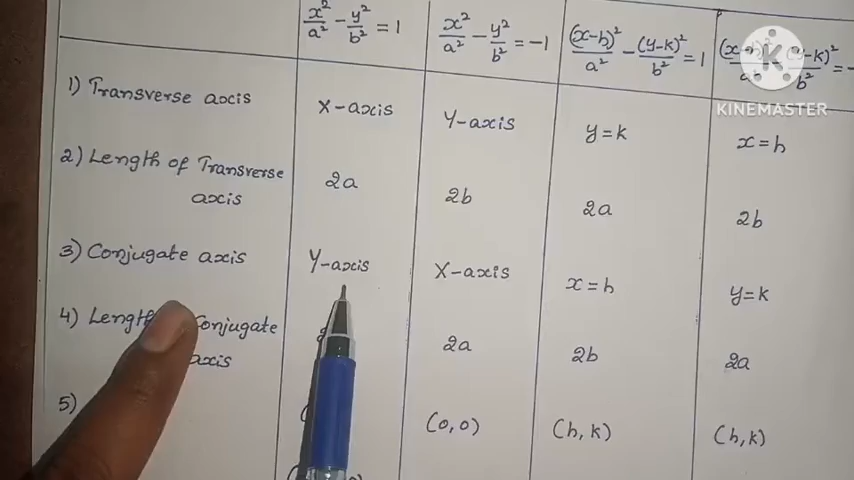 x²/a² - y²/b² = 1
x²/a² - y²/b² = -1
(x-h)²/a² - (y-k)²/b² = 1
KINEMASTER
1) Transverse axis X-axis Y-axis y=k x=h
2) Length of Transverse axis 2a 2b 2a 2b
3) Conjugate axis Y-axis X-axis x=h y=k
4) Conjugate axis 2a 2b 2a
5) (0,0) (h,k) (h,k)